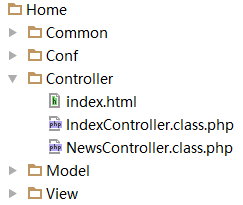 Home
Common
Conf
Controller
index.html
IndexController.class.php
NewsController.class.php
Model
View